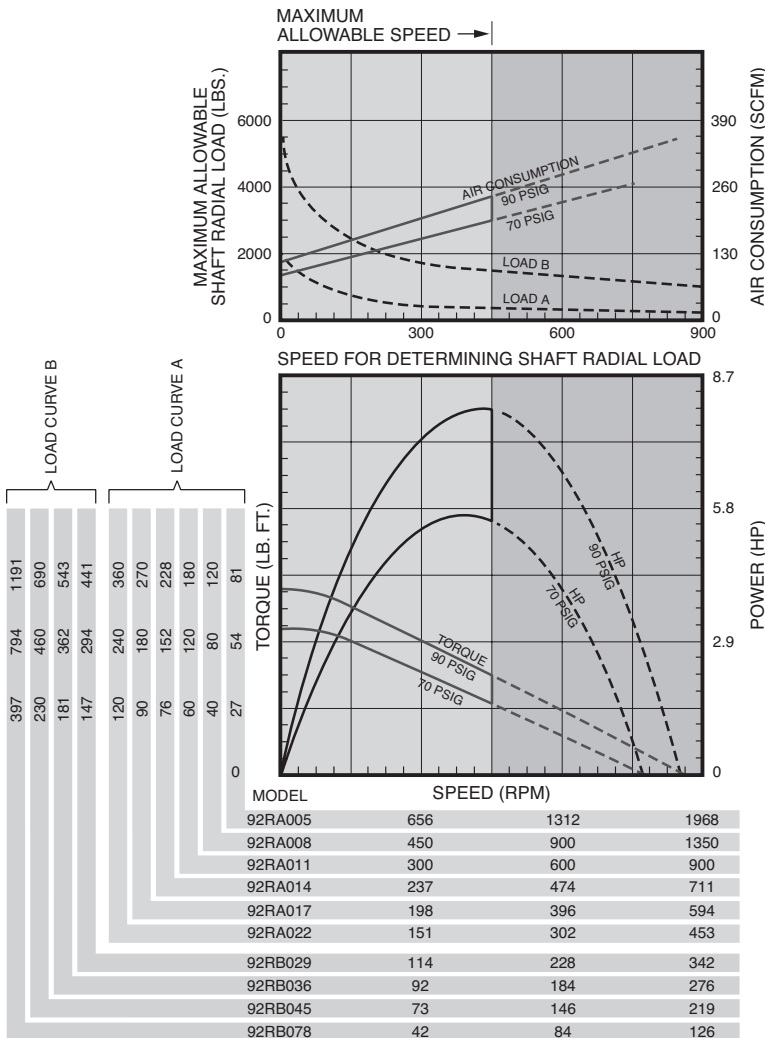 MAXIMUM
ALLOWABLE SPEED
MAXIMUM ALLOWABLE
SHAFT RADIAL LOAD (LBS.)
6000
4000
2000
0
390
260
130
0
AIR CONSUMPTION (SCFM)
AIR CONSUMPTION
90 PSIG
70 PSIG
LOAD B
LOAD A
0 300 600 900
SPEED FOR DETERMINING SHAFT RADIAL LOAD
LOAD CURVE B
LOAD CURVE A
1191 690 543 441 360 270 228 180 120 81
794 460 362 294 240 180 152 120 80 54
397 230 181 147 120 90 76 60 40 27
0
TORQUE (LB. FT.)
8.7
5.8
2.9
0
POWER (HP)
HP
90 PSIG
HP
70 PSIG
TORQUE
90 PSIG
70 PSIG
MODEL SPEED (RPM)
92RA005 656 1312 1968
92RA008 450 900 1350
92RA011 300 600 900
92RA014 237 474 711
92RA017 198 396 594
92RA022 151 302 453
92RB029 114 228 342
92RB036 92 184 276
92RB045 73 146 219
92RB078 42 84 126